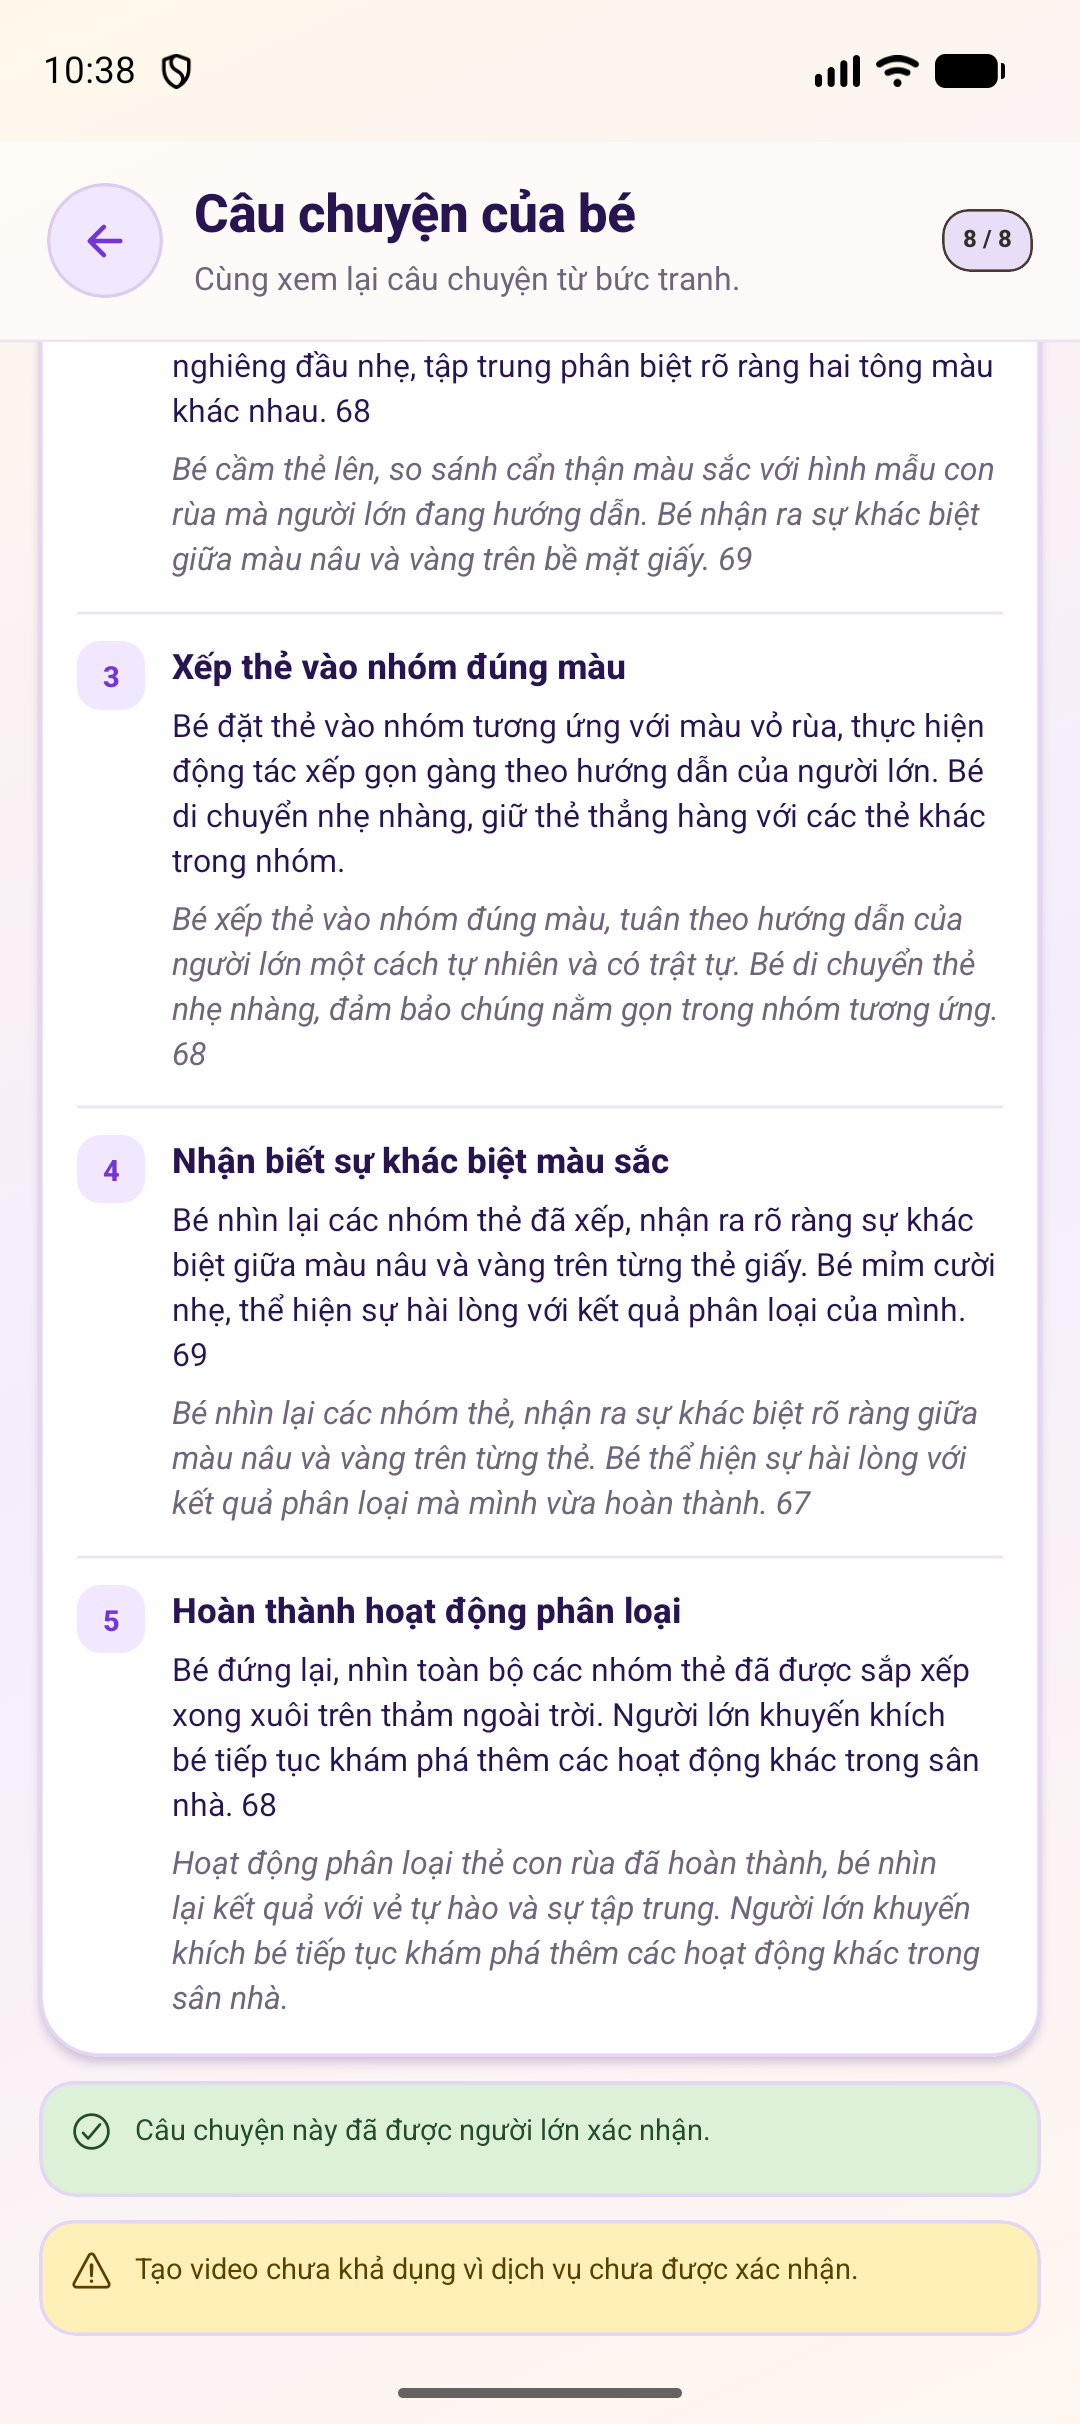 10:38
Câu chuyện của bé
Cùng xem lại câu chuyện từ bức tranh.
8 / 8
nghiêng đầu nhẹ, tập trung phân biệt rõ ràng hai tông màu
khác nhau. 68
Bé cầm thẻ lên, so sánh cẩn thận màu sắc với hình mẫu con
rùa mà người lớn đang hướng dẫn. Bé nhận ra sự khác biệt
giữa màu nâu và vàng trên bề mặt giấy. 69
3
Xếp thẻ vào nhóm đúng màu
Bé đặt thẻ vào nhóm tương ứng với màu vỏ rùa, thực hiện
động tác xếp gọn gàng theo hướng dẫn của người lớn. Bé
di chuyển nhẹ nhàng, giữ thẻ thẳng hàng với các thẻ khác
trong nhóm.
Bé xếp thẻ vào nhóm đúng màu, tuân theo hướng dẫn của
người lớn một cách tự nhiên và có trật tự. Bé di chuyển thẻ
nhẹ nhàng, đảm bảo chúng nằm gọn trong nhóm tương ứng.
68
4
Nhận biết sự khác biệt màu sắc
Bé nhìn lại các nhóm thẻ đã xếp, nhận ra rõ ràng sự khác
biệt giữa màu nâu và vàng trên từng thẻ giấy. Bé mỉm cười
nhẹ, thể hiện sự hài lòng với kết quả phân loại của mình.
69
Bé nhìn lại các nhóm thẻ, nhận ra sự khác biệt rõ ràng giữa
màu nâu và vàng trên từng thẻ. Bé thể hiện sự hài lòng với
kết quả phân loại mà mình vừa hoàn thành. 67
5
Hoàn thành hoạt động phân loại
Bé đứng lại, nhìn toàn bộ các nhóm thẻ đã được sắp xếp
xong xuôi trên thảm ngoài trời. Người lớn khuyến khích
bé tiếp tục khám phá thêm các hoạt động khác trong sân
nhà. 68
Hoạt động phân loại thẻ con rùa đã hoàn thành, bé nhìn
lại kết quả với vẻ tự hào và sự tập trung. Người lớn khuyến
khích bé tiếp tục khám phá thêm các hoạt động khác trong
sân nhà.
Câu chuyện này đã được người lớn xác nhận.
Tạo video chưa khả dụng vì dịch vụ chưa được xác nhận.